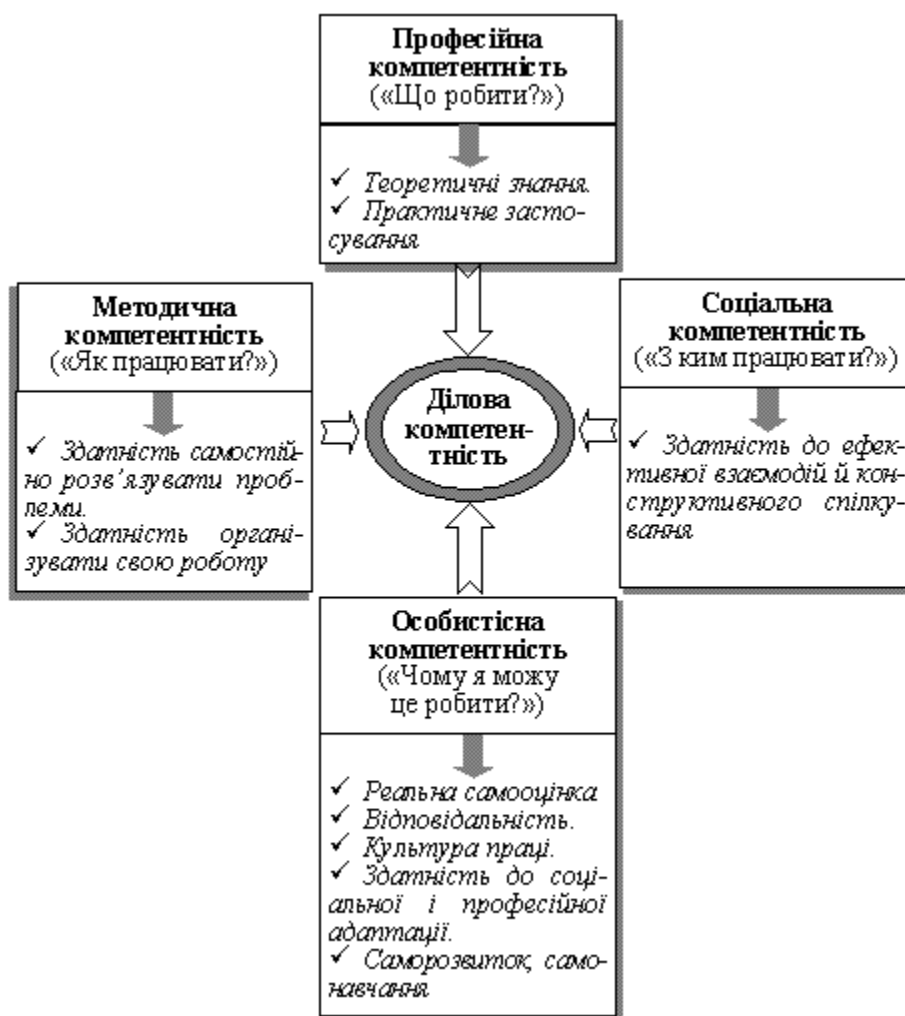 Професійна
компетентність
(«Що робити?»)
✓ Теоретичні знання.
✓ Практичне засто-
сування
Методична
компетентність
(«Як працювати?»)
✓ Здатність самостій-
но розв’язувати проб-
леми.
✓ Здатність органі-
зувати свою роботу
Ділова
компетен-
тність
Соціальна
компетентність
(«З ким працювати?»)
✓ Здатність до ефек-
тивної взаємодій й кон-
структивного спілку-
вання
Особистісна
компетентність
(«Чому я можу
це робити?»)
✓ Реальна самооцінка
✓ Відповідальність.
✓ Культура праці.
✓ Здатність до соці-
альної і професійної
адаптації.
✓ Саморозвиток, само-
навчання